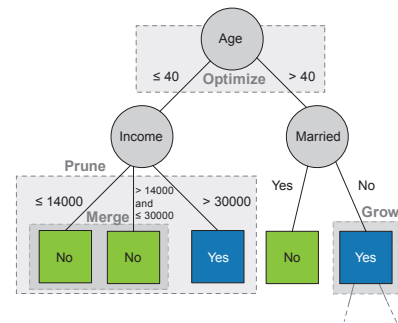 Age
≤ 40
Optimize
> 40
Income
Married
Prune
≤ 14000
> 14000
and
≤ 30000
> 30000
Merge
Yes
No
Grow
No
No
Yes
No
Yes